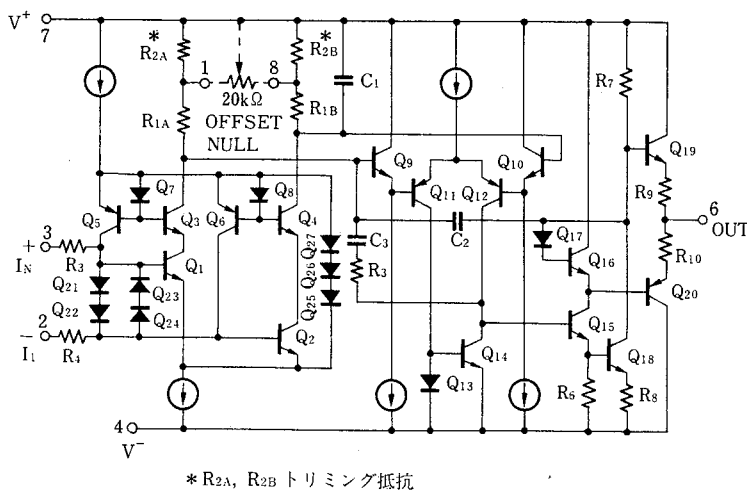 V+
7
*
R2A
*
R2B
1
8
20kΩ
OFFSET
NULL
C1
R1A
R1B
R7
Q9
Q10
Q19
Q7
Q8
Q5
Q3
Q6
Q4
Q11
Q12
R9
6
OUT
3
+
IN
R3
Q1
Q27
Q26
Q25
C3
C2
R3
Q17
Q16
R10
Q21
Q23
Q22
Q24
Q20
2
−
I1
R4
Q2
Q15
Q14
Q18
Q13
R6
R8
4
V−
*R2A, R2B トリミング抵抗